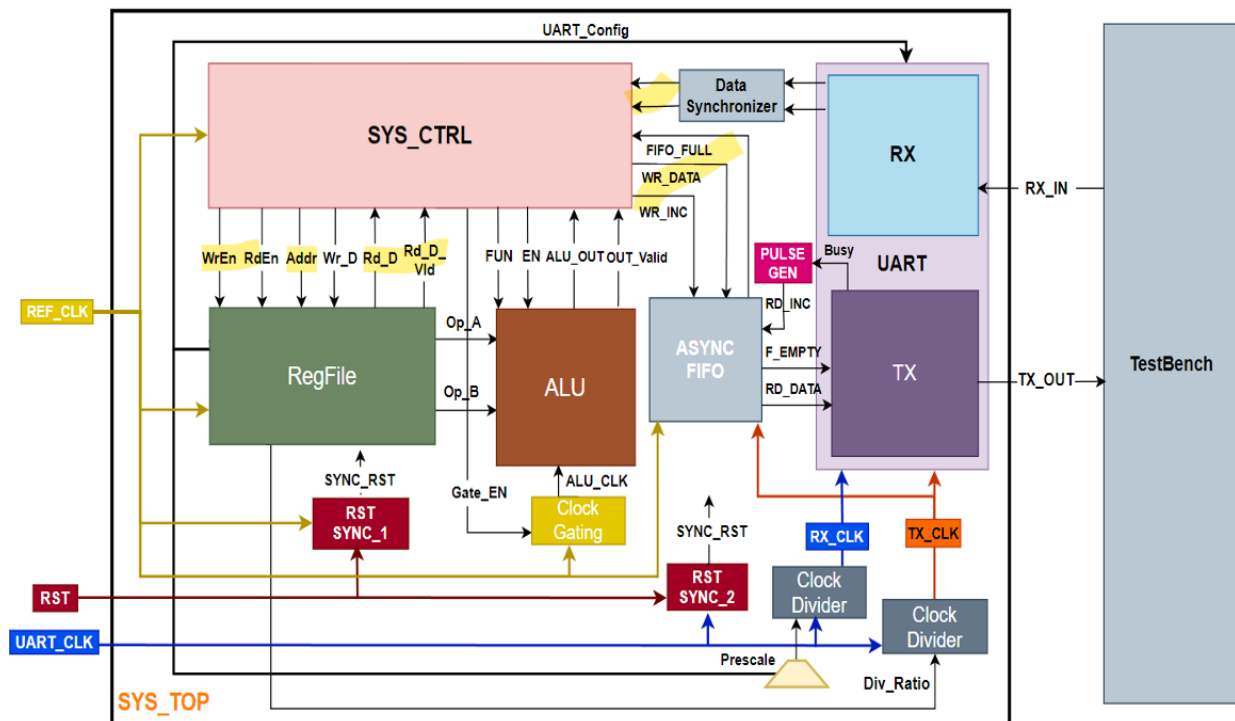 UART_Config
Data
Synchronizer
SYS_CTRL
RX
FIFO_FULL
WR_DATA
WR_INC
RX_IN
TestBench
WrEn
RdEn
Addr
Wr_D
Rd_D
Rd_D_
Vld
FUN
EN
ALU_OUT
OUT_Valid
PULSE
GEN
Busy
UART
RD_INC
REF_CLK
RegFile
Op_A
Op_B
ALU
ASYNC
FIFO
F_EMPTY
RD_DATA
TX
TX_OUT
SYNC_RST
RST
SYNC_1
Gate_EN
ALU_CLK
Clock
Gating
SYNC_RST
RX_CLK
TX_CLK
RST
RST
SYNC_2
Clock
Divider
Clock
Divider
UART_CLK
Prescale
Div_Ratio
SYS_TOP